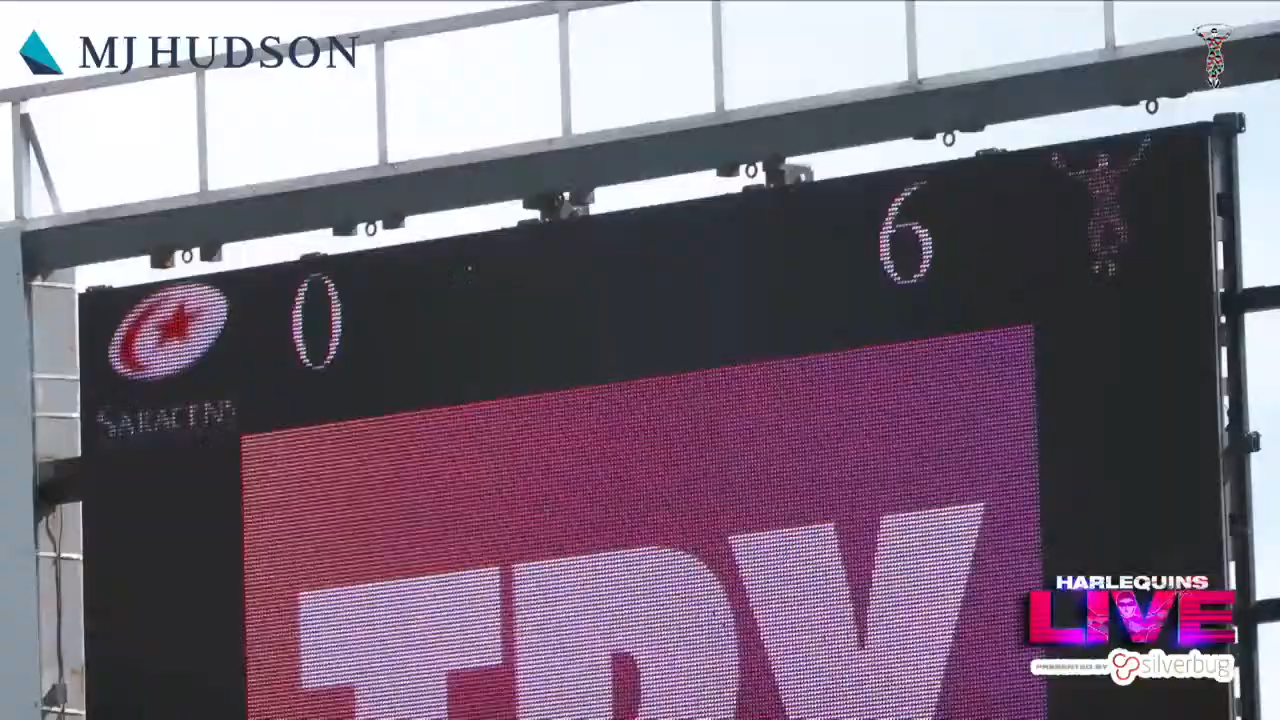 MJ HUDSON
0
6
SARACENS
TRY
HARLEQUINS
LIVE
PRESENTED BY silverbug